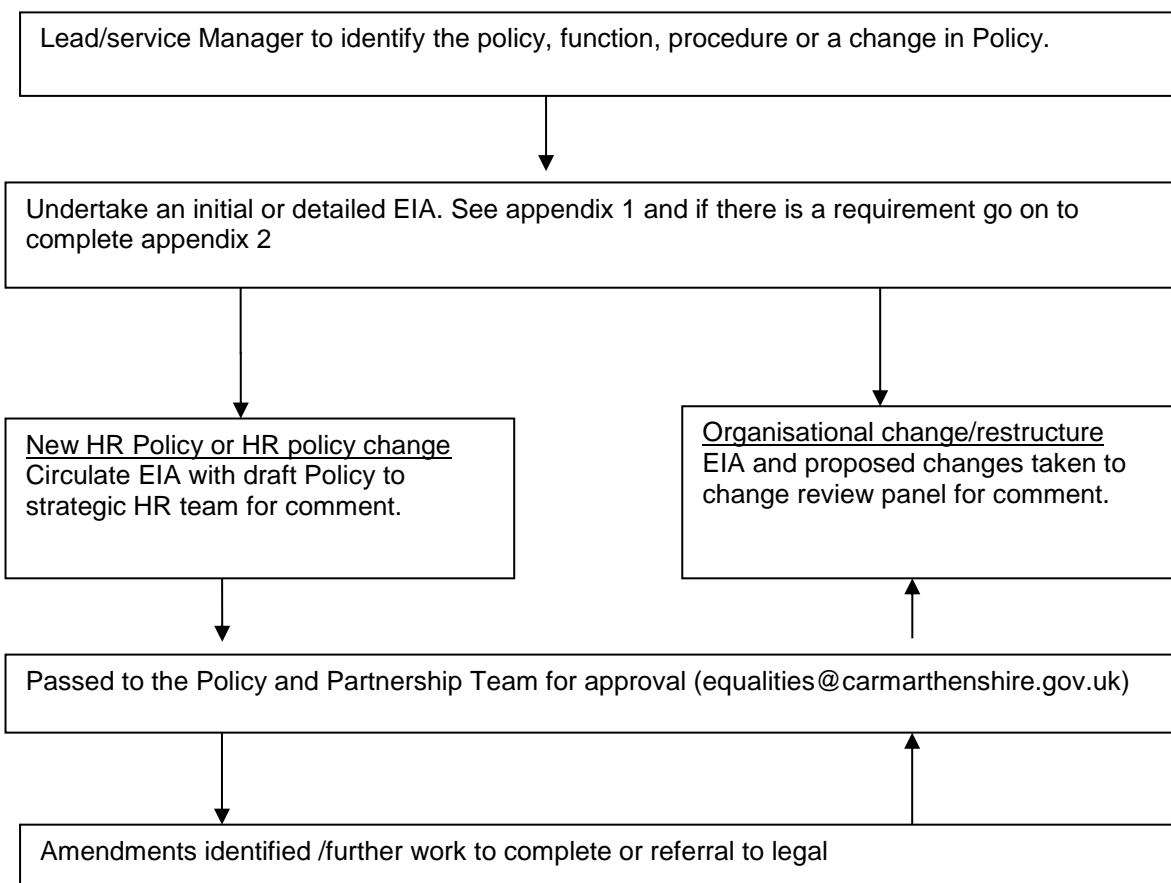 Lead/service Manager to identify the policy, function, procedure or a change in Policy.
Undertake an initial or detailed EIA. See appendix 1 and if there is a requirement go on to
complete appendix 2
New HR Policy or HR policy change
Circulate EIA with draft Policy to
strategic HR team for comment.
Organisational change/restructure
EIA and proposed changes taken to
change review panel for comment.
Passed to the Policy and Partnership Team for approval (equalities@carmarthenshire.gov.uk)
Amendments identified /further work to complete or referral to legal